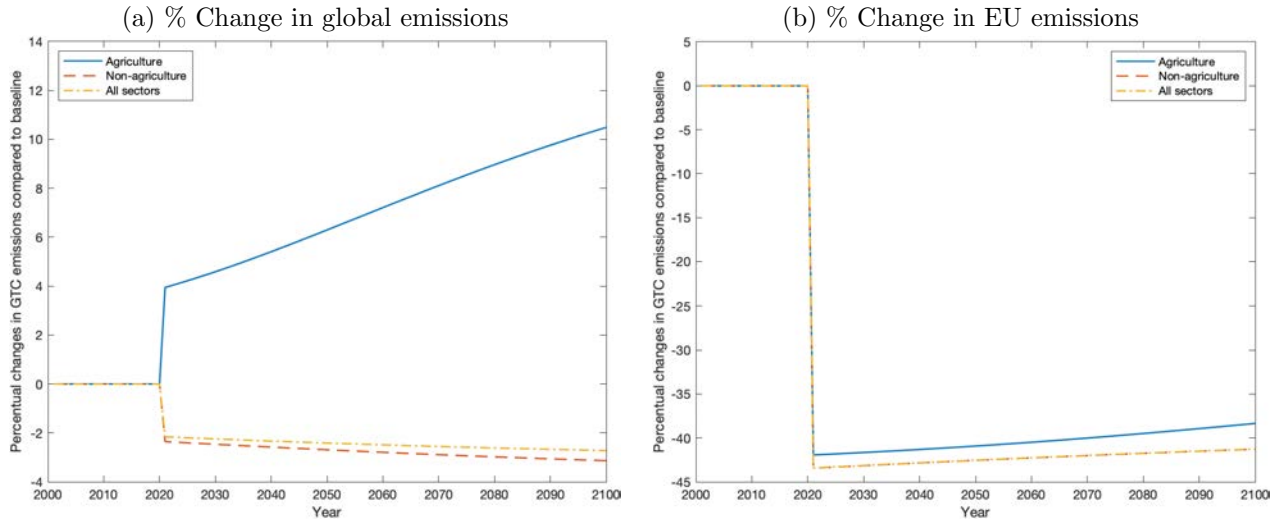 (a) % Change in global emissions
14
12
10
8
6
4
2
0
-2
-4
2000 2010 2020 2030 2040 2050 2060 2070 2080 2090 2100
Year
Percentual changes in GTC emissions compared to baseline
Agriculture
Non-agriculture
All sectors
(b) % Change in EU emissions
5
0
-5
-10
-15
-20
-25
-30
-35
-40
-45
2000 2010 2020 2030 2040 2050 2060 2070 2080 2090 2100
Year
Percentual changes in GTC emissions compared to baseline
Agriculture
Non-agriculture
All sectors